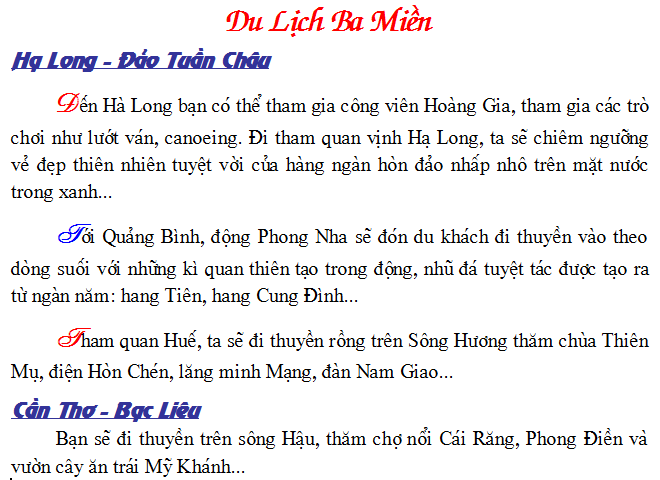 Du Lịch Ba Miền
Hạ Long - Đảo Tuần Châu
Đến Hà Long bạn có thể tham gia công viên Hoàng Gia, tham gia các trò
chơi như lướt ván, canoeing. Đi tham quan vịnh Hạ Long, ta sẽ chiêm ngưỡng
vẻ đẹp thiên nhiên tuyệt vời của hàng ngàn hòn đảo nhấp nhô trên mặt nước
trong xanh...
Tới Quảng Bình, động Phong Nha sẽ đón du khách đi thuyền vào theo
dòng suối với những kì quan thiên tạo trong động, nhũ đá tuyệt tác được tạo ra
từ ngàn năm: hang Tiên, hang Cung Đình...
Tham quan Huế, ta sẽ đi thuyền rồng trên Sông Hương thăm chùa Thiên
Mụ, điện Hòn Chén, lăng minh Mạng, đàn Nam Giao...
Cần Thơ - Bạc Liêu
Bạn sẽ đi thuyền trên sông Hậu, thăm chợ nổi Cái Răng, Phong Điền và
vườn cây ăn trái Mỹ Khánh...